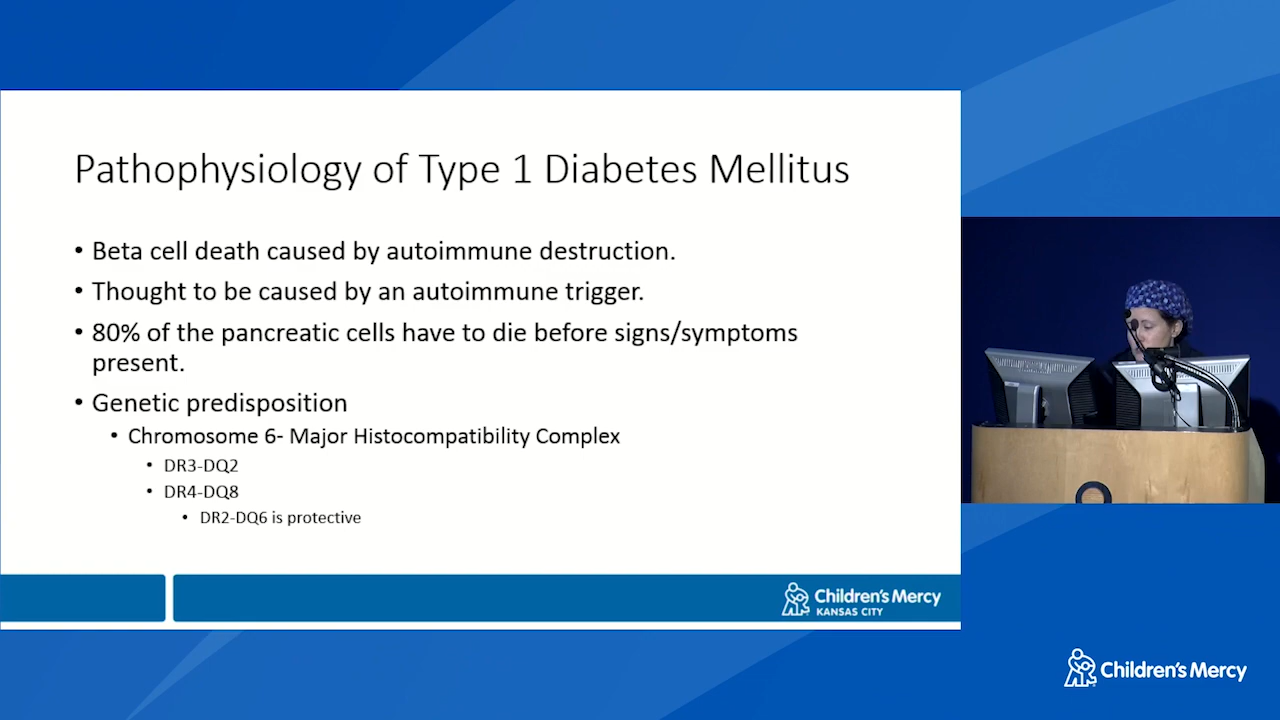 Pathophysiology of Type 1 Diabetes Mellitus
• Beta cell death caused by autoimmune destruction.
• Thought to be caused by an autoimmune trigger.
• 80% of the pancreatic cells have to die before signs/symptoms
present.
• Genetic predisposition
• Chromosome 6- Major Histocompatibility Complex
• DR3-DQ2
• DR4-DQ8
• DR2-DQ6 is protective
Children's Mercy
KANSAS CITY
Children's Mercy